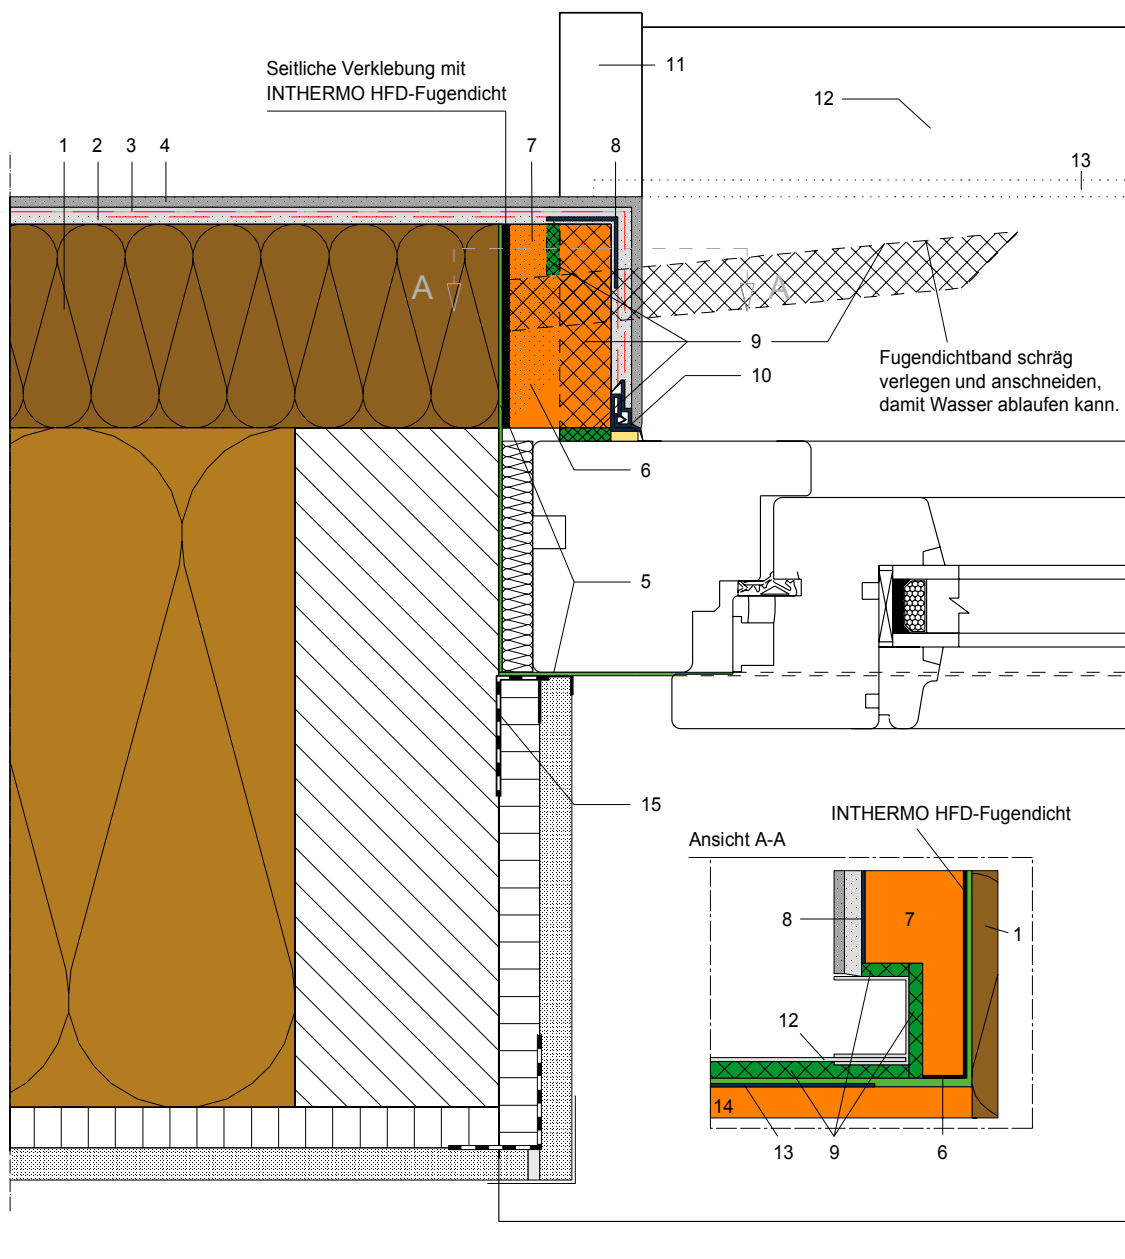 11
Seitliche Verklebung mit
INTHERMO HFD-Fugendicht
12
1 2 3 4 7 8
13
A A
9
Fugendichtband schräg
verlegen und anschneiden,
damit Wasser ablaufen kann.
10
6
5
15
INTHERMO HFD-Fugendicht
Ansicht A-A
8 7 1
12
14
13 9 6